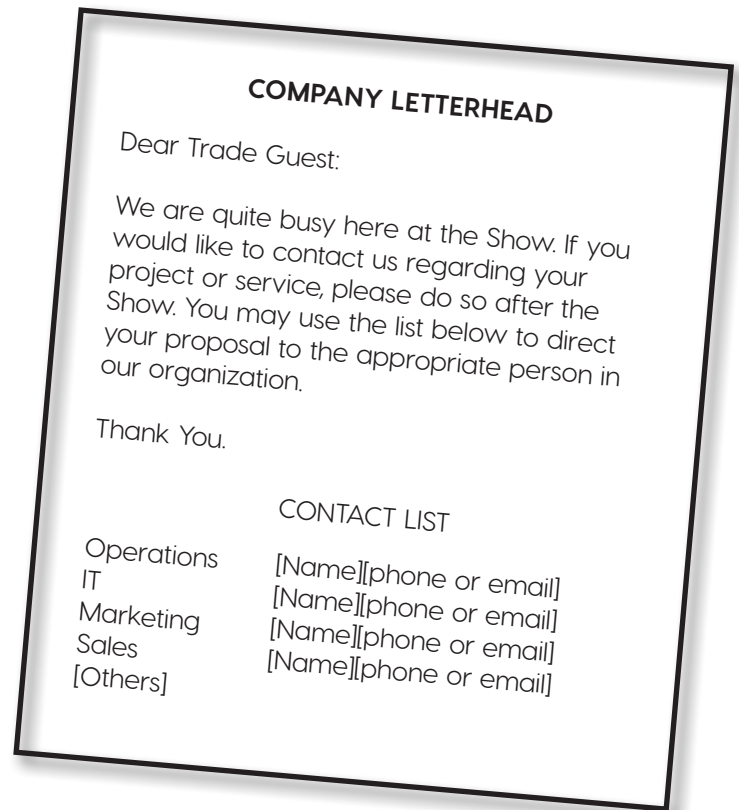 COMPANY LETTERHEAD
Dear Trade Guest:
We are quite busy here at the Show. If you
would like to contact us regarding your
project or service, please do so after the
Show. You may use the list below to direct
your proposal to the appropriate person in
our organization.
Thank You.
CONTACT LIST
Operations [Name][phone or email]
IT [Name][phone or email]
Marketing [Name][phone or email]
Sales [Name][phone or email]
[Others]